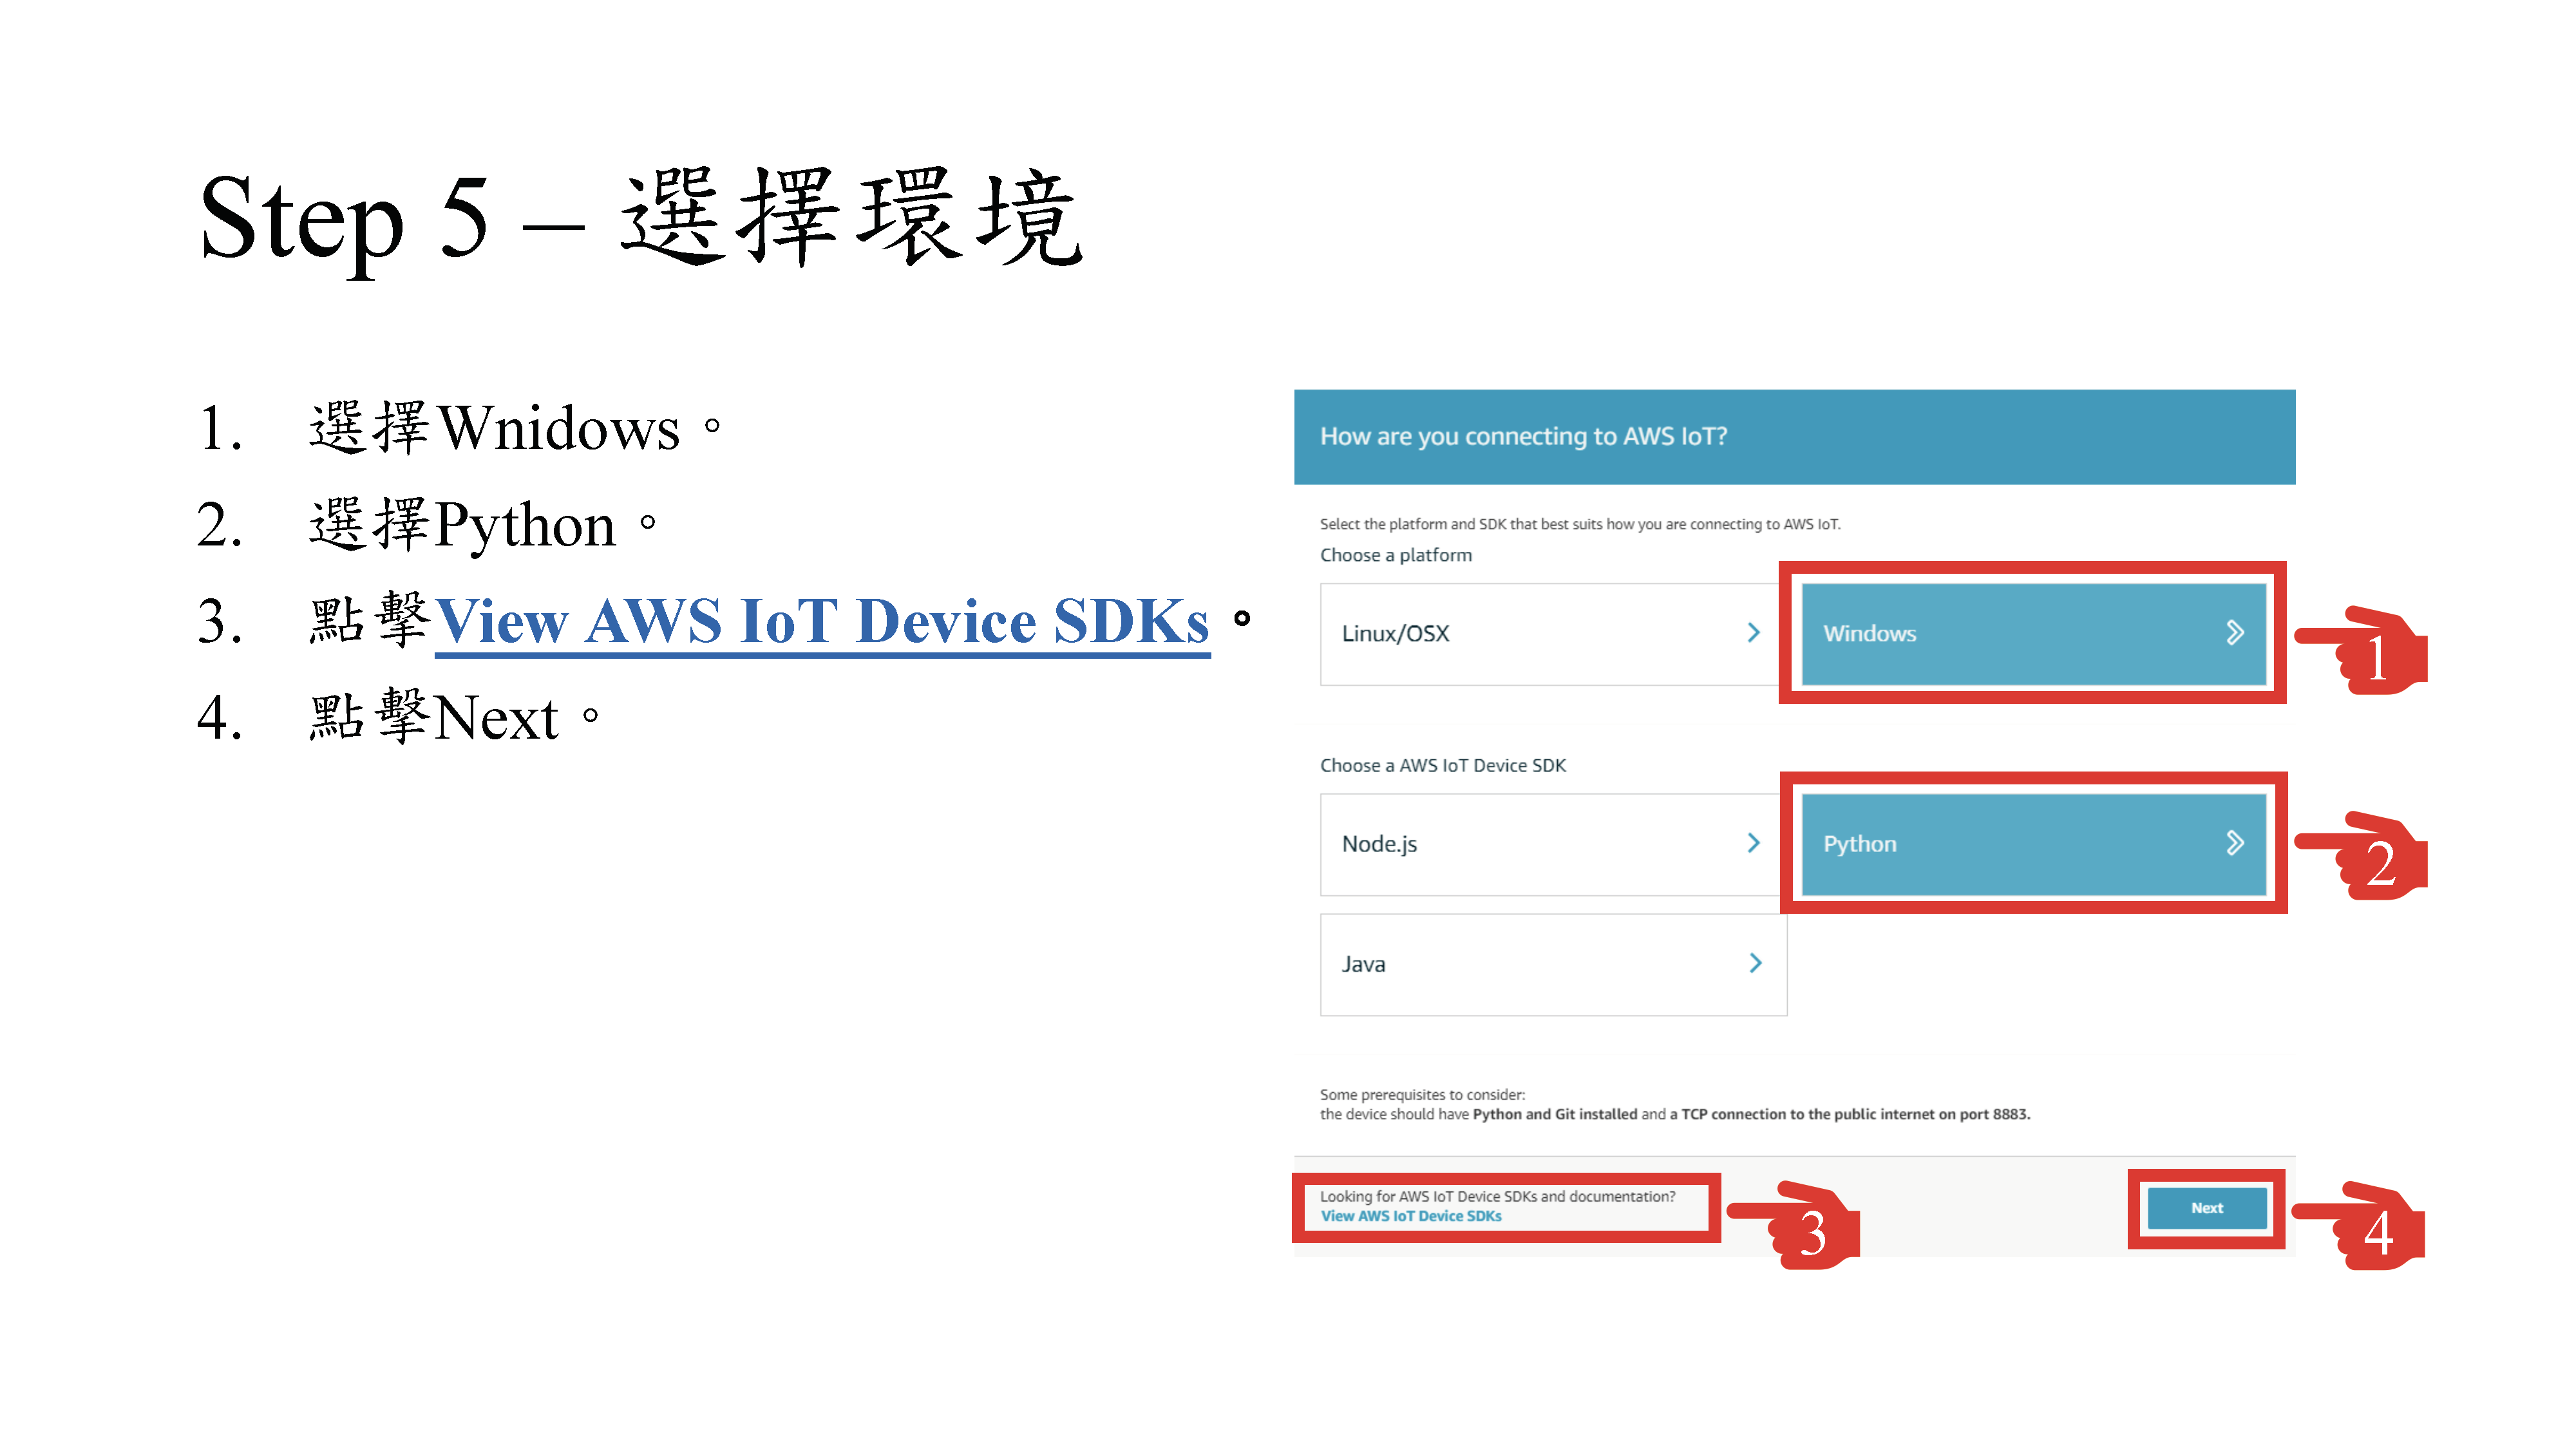 Step 5 – 選擇環境
1. 選擇Wnidows。
2. 選擇Python。
3. 點擊View AWS IoT Device SDKs。
4. 點擊Next。
How are you connecting to AWS IoT?
Select the platform and SDK that best suits how you are connecting to AWS IoT.
Choose a platform
Linux/OSX
Windows
1
Choose a AWS IoT Device SDK
Node.js
Python
2
Java
Some prerequisites to consider:
the device should have Python and Git installed and a TCP connection to the public internet on port 8883.
Looking for AWS IoT Device SDKs and documentation?
View AWS IoT Device SDKs
3
Next
4